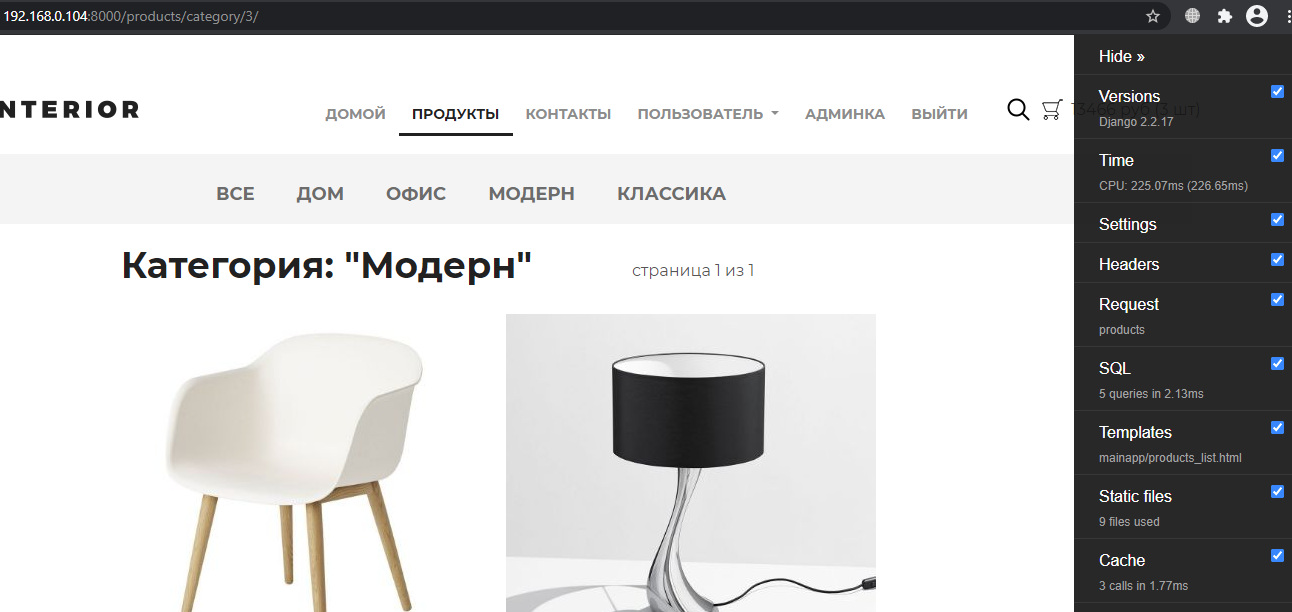 192.168.0.104:8000/products/category/3/
NTERIOR
ДОМОЙ ПРОДУКТЫ КОНТАКТЫ ПОЛЬЗОВАТЕЛЬ АДМИНКА ВЫЙТИ
13466 руб (3 шт)
ВСЕ ДОМ ОФИС МОДЕРН КЛАССИКА
Категория: "Модерн"
страница 1 из 1
Hide »
Versions
Django 2.2.17
Time
CPU: 225.07ms (226.65ms)
Settings
Headers
Request
products
SQL
5 queries in 2.13ms
Templates
mainapp/products_list.html
Static files
9 files used
Cache
3 calls in 1.77ms